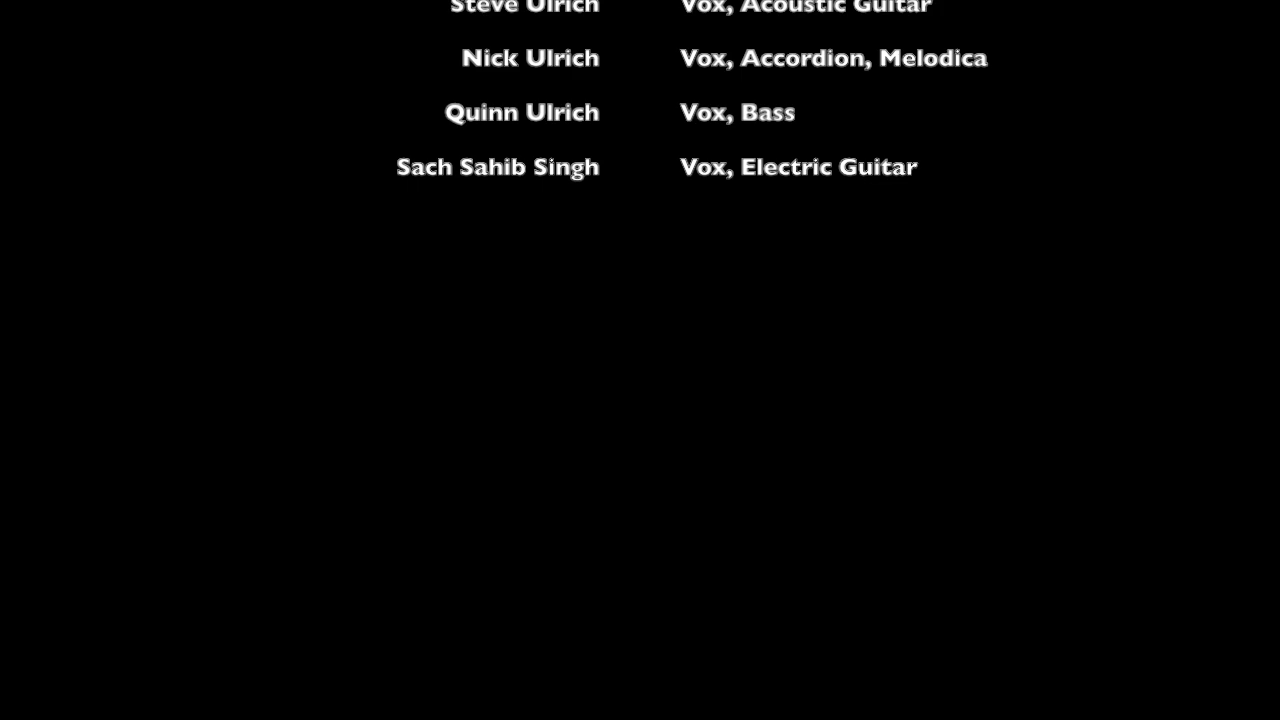 Steve Ulrich Vox, Acoustic Guitar
Nick Ulrich Vox, Accordion, Melodica
Quinn Ulrich Vox, Bass
Sach Sahib Singh Vox, Electric Guitar